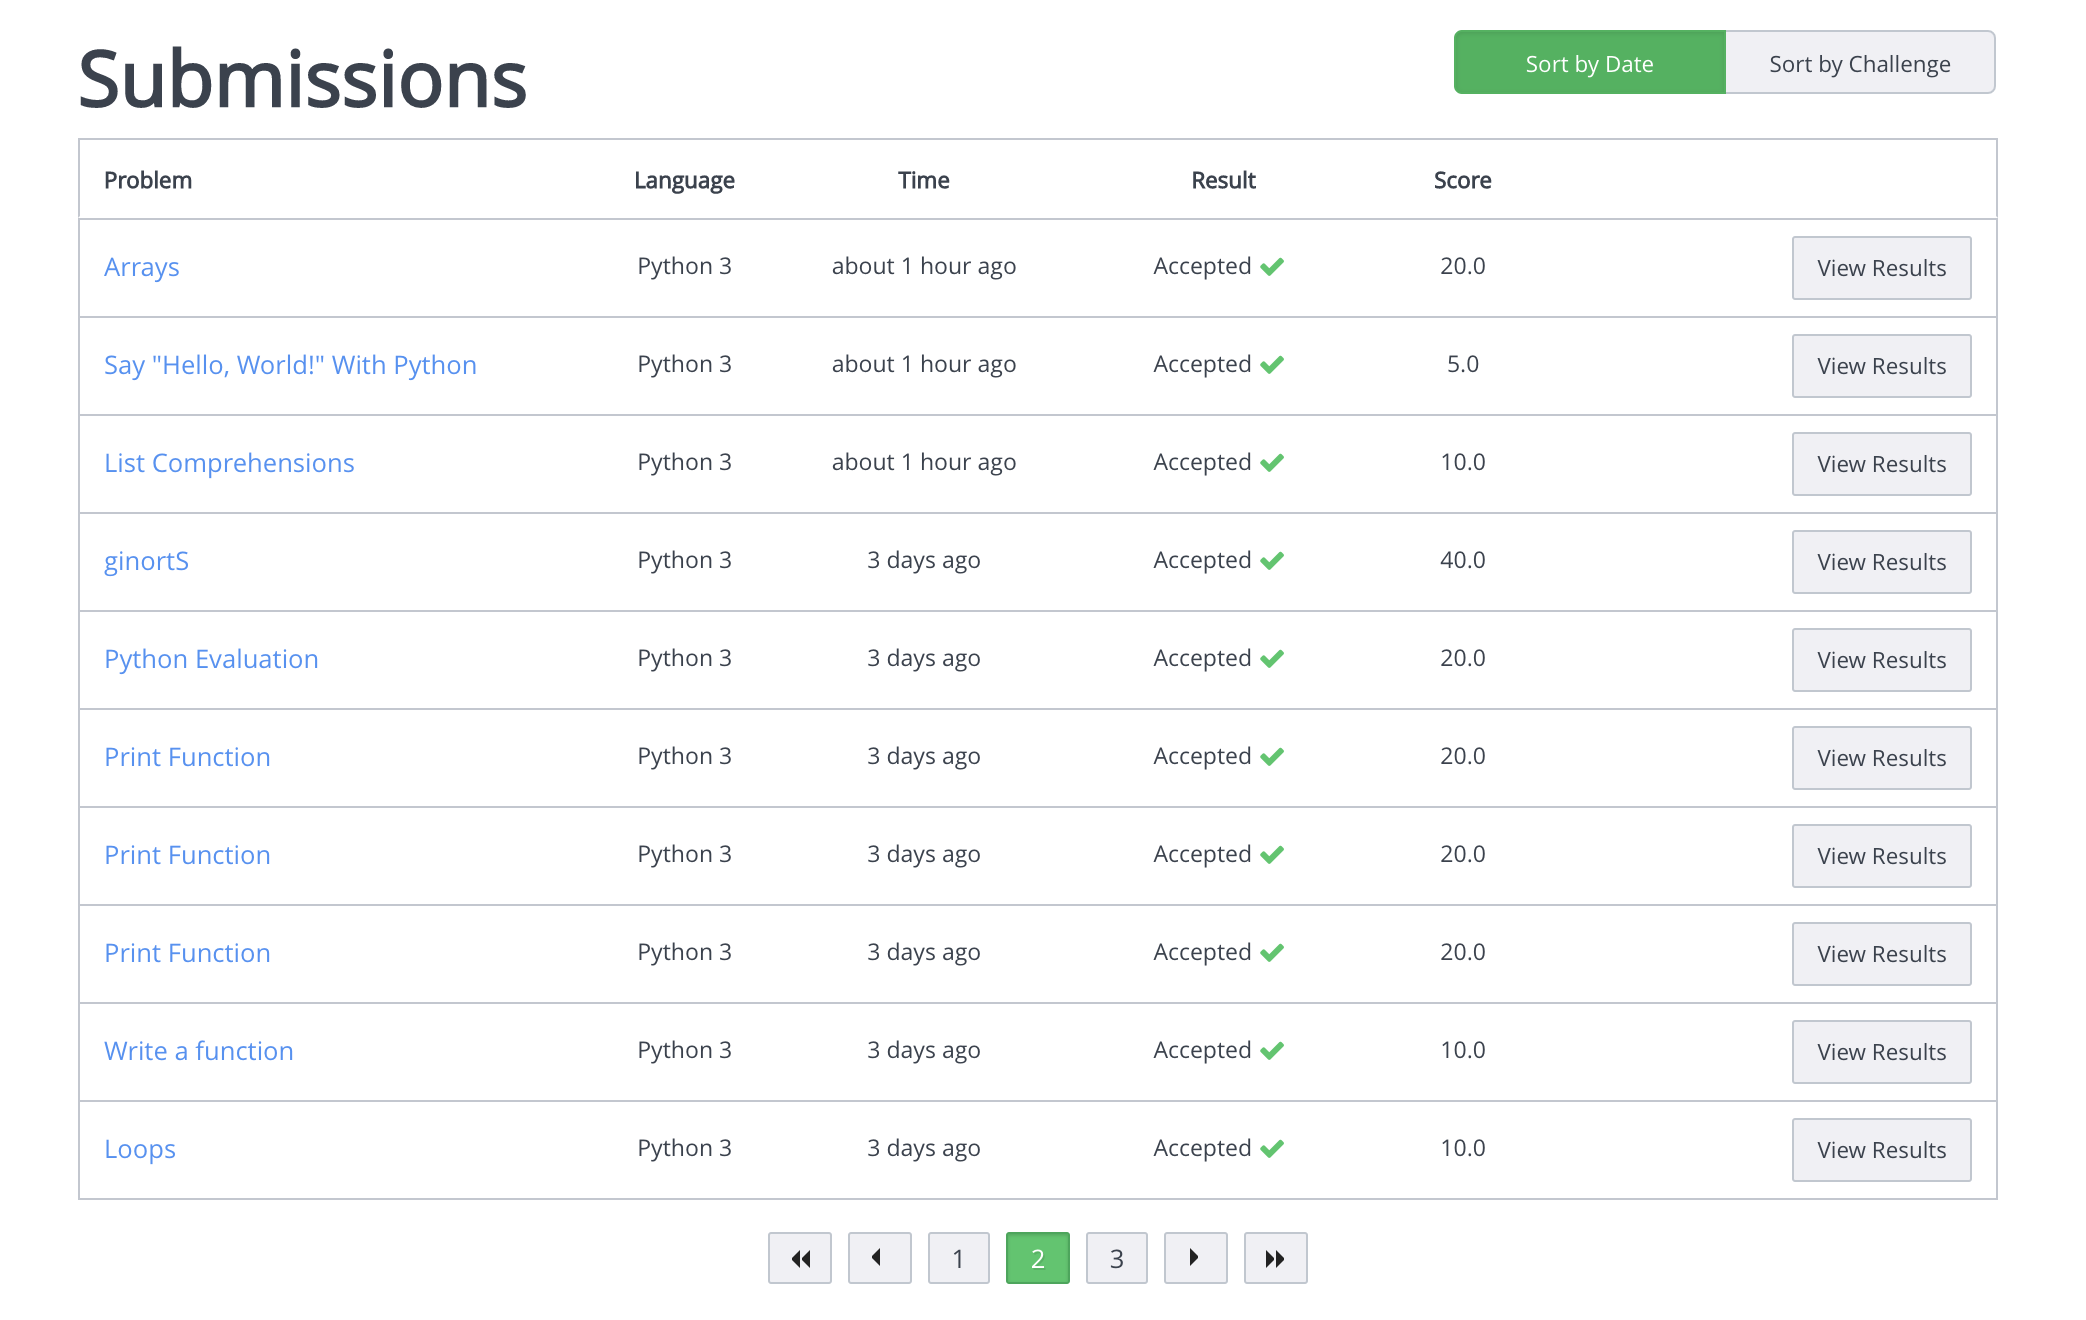 Submissions
Sort by Date Sort by Challenge
Problem Language Time Result Score
Arrays Python 3 about 1 hour ago Accepted 20.0 View Results
Say "Hello, World!" With Python Python 3 about 1 hour ago Accepted 5.0 View Results
List Comprehensions Python 3 about 1 hour ago Accepted 10.0 View Results
ginortS Python 3 3 days ago Accepted 40.0 View Results
Python Evaluation Python 3 3 days ago Accepted 20.0 View Results
Print Function Python 3 3 days ago Accepted 20.0 View Results
Print Function Python 3 3 days ago Accepted 20.0 View Results
Print Function Python 3 3 days ago Accepted 20.0 View Results
Write a function Python 3 3 days ago Accepted 10.0 View Results
Loops Python 3 3 days ago Accepted 10.0 View Results
1 2 3